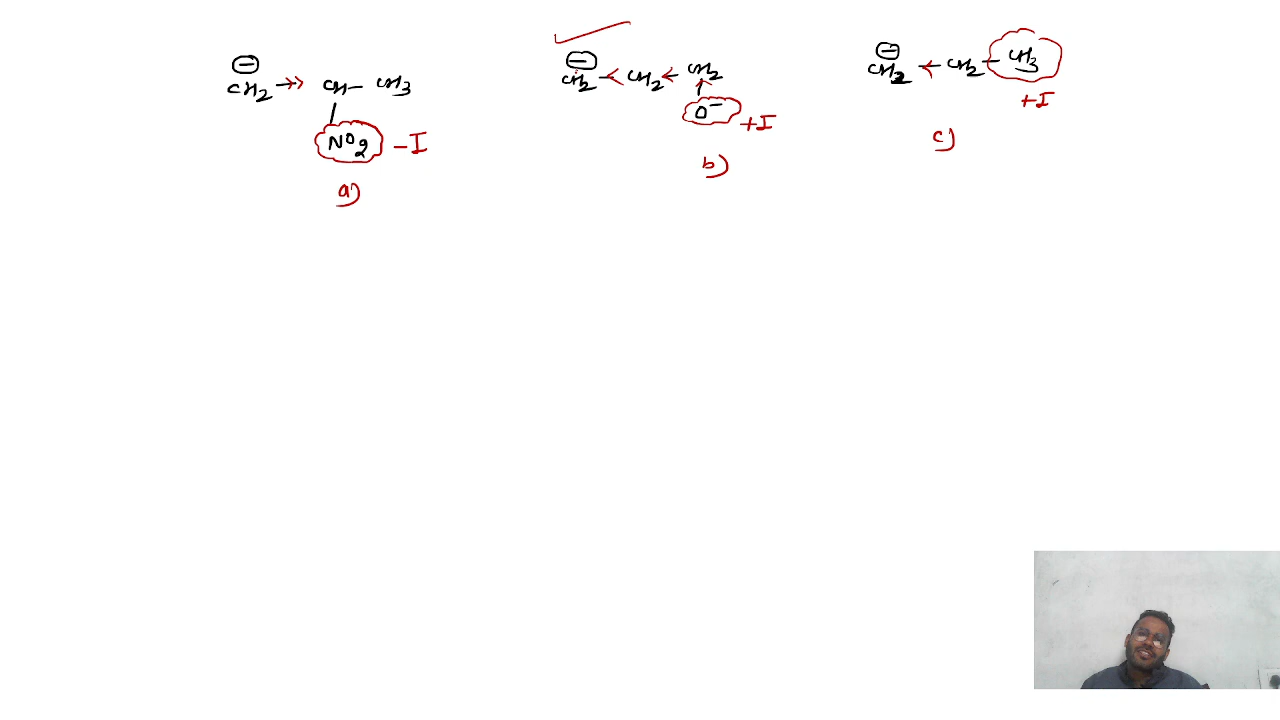 ⊖
CH2 →» CH — CH3
NO2 -I
a)
⊖
CH2 ← CH2 ← CH2
O⁻ +I
b)
⊖
CH2 ← CH2 — CH3
+I
c)